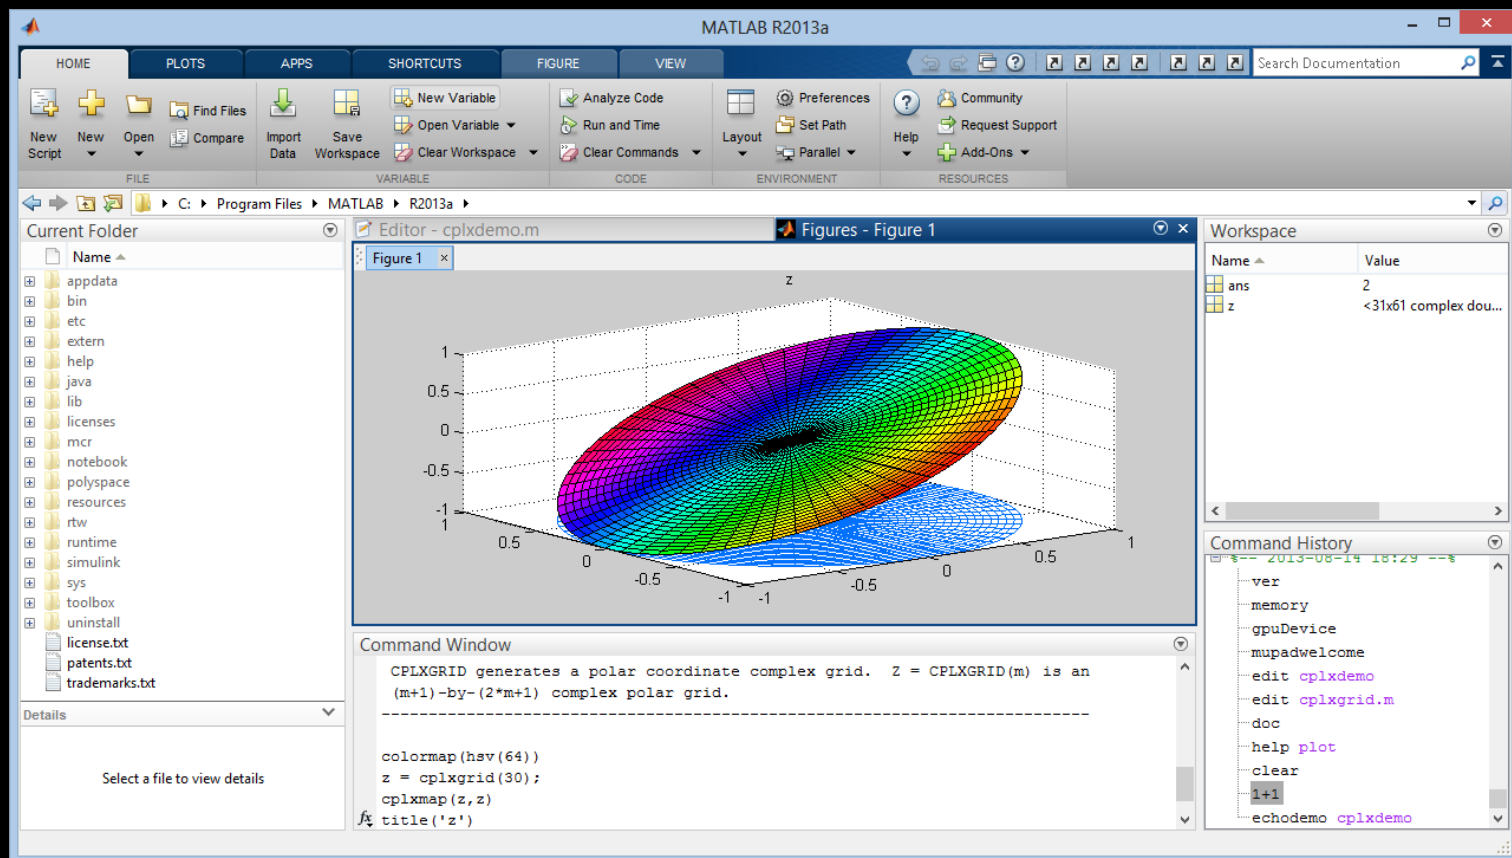 MATLAB R2013a
HOME PLOTS APPS SHORTCUTS FIGURE VIEW
Search Documentation
New Script
New
Open
Find Files
Compare
FILE
Import Data
Save Workspace
New Variable
Open Variable
Clear Workspace
VARIABLE
Analyze Code
Run and Time
Clear Commands
CODE
Layout
Preferences
Set Path
Parallel
ENVIRONMENT
Help
Community
Request Support
Add-Ons
RESOURCES
C: Program Files MATLAB R2013a
Current Folder
Name
appdata
bin
etc
extern
help
java
lib
licenses
mcr
notebook
polyspace
resources
rtw
runtime
simulink
sys
toolbox
uninstall
license.txt
patents.txt
trademarks.txt
Details
Select a file to view details
Editor - cplxdemo.m
Figures - Figure 1
Figure 1
z
1
0.5
0
-0.5
-1
1
0.5
0
-0.5
-1
-1
-0.5
0
0.5
1
Command Window
CPLXGRID generates a polar coordinate complex grid.  Z = CPLXGRID(m) is an
(m+1)-by-(2*m+1) complex polar grid.
---------------------------------------------------------------------------
colormap(hsv(64))
z = cplxgrid(30);
cplxmap(z,z)
fx title('z')
Workspace
Name Value
ans 2
z <31x61 complex dou...
Command History
%-- 2013-08-14 18:29 --%
ver
memory
gpuDevice
mupadwelcome
edit cplxdemo
edit cplxgrid.m
doc
help plot
clear
1+1
echodemo cplxdemo